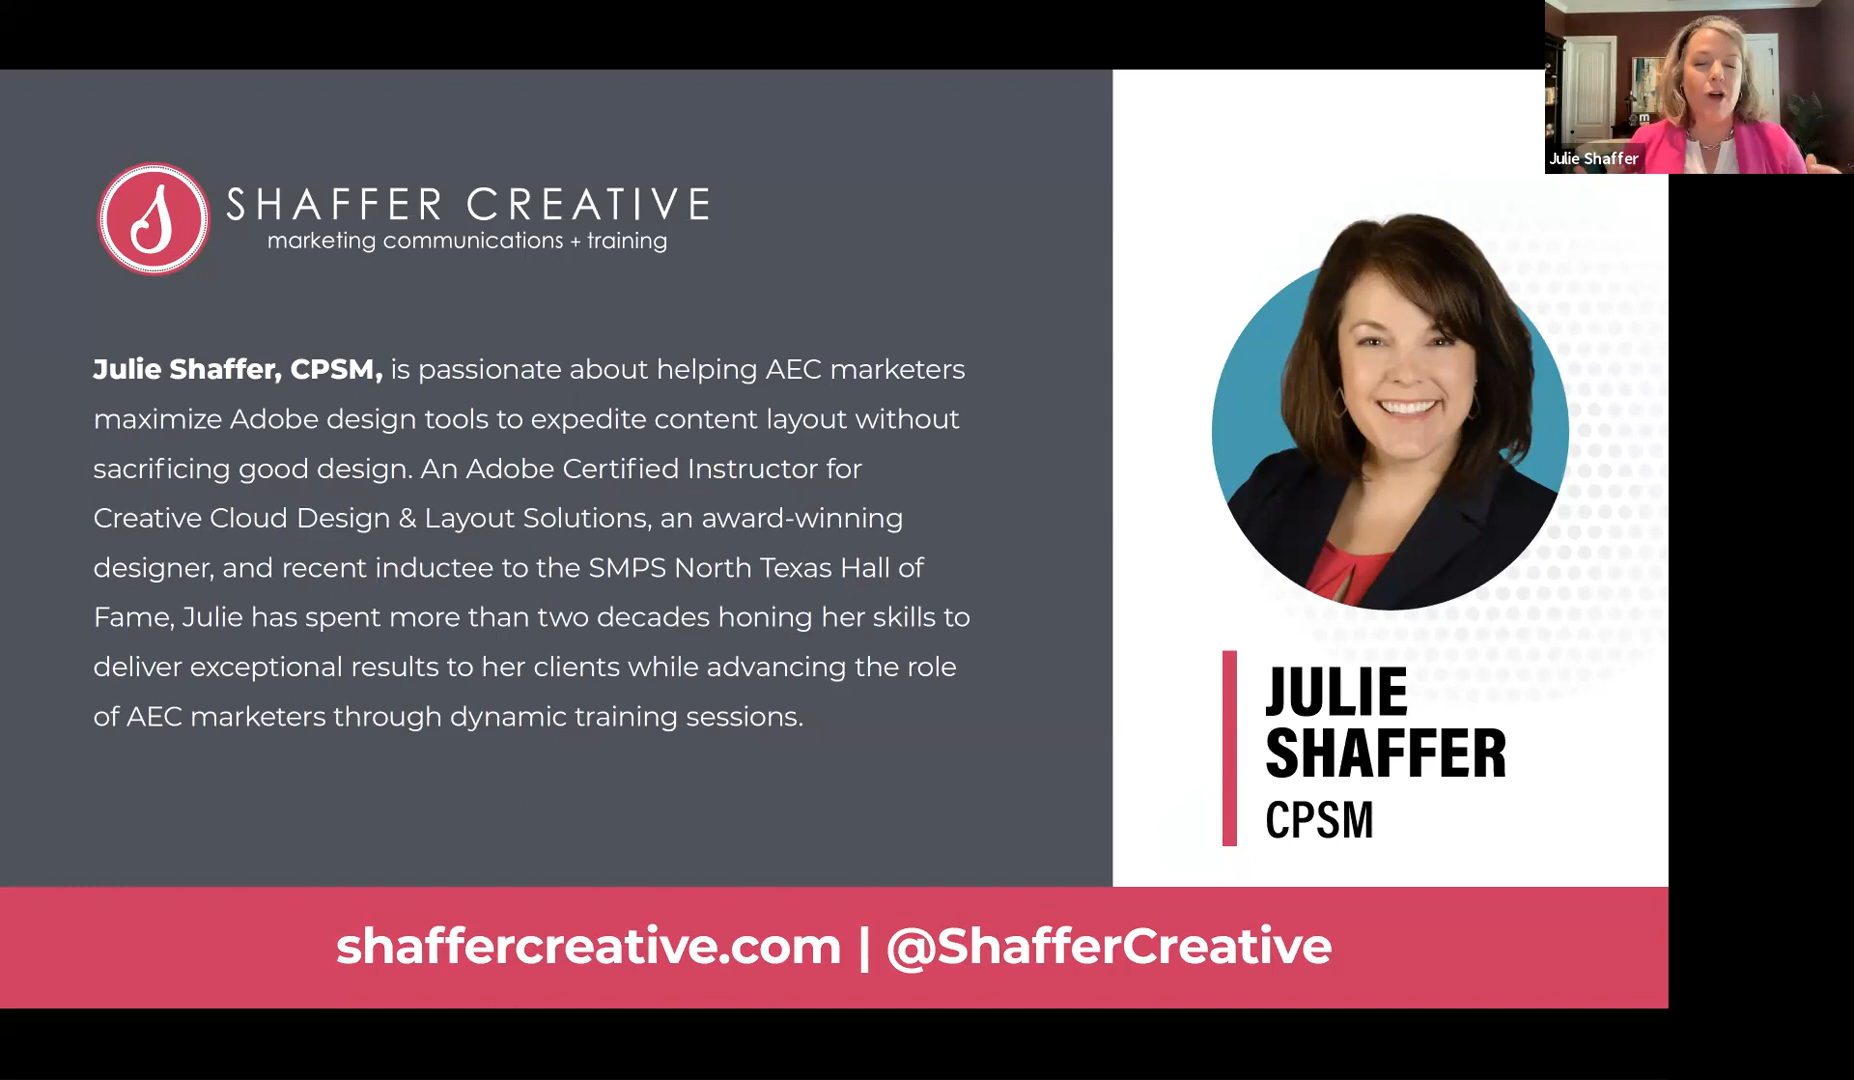 Julie Shaffer
SHAFFER CREATIVE
marketing communications + training
Julie Shaffer, CPSM, is passionate about helping AEC marketers
maximize Adobe design tools to expedite content layout without
sacrificing good design. An Adobe Certified Instructor for
Creative Cloud Design & Layout Solutions, an award-winning
designer, and recent inductee to the SMPS North Texas Hall of
Fame, Julie has spent more than two decades honing her skills to
deliver exceptional results to her clients while advancing the role
of AEC marketers through dynamic training sessions.
JULIE
SHAFFER
CPSM
shaffercreative.com | @ShafferCreative